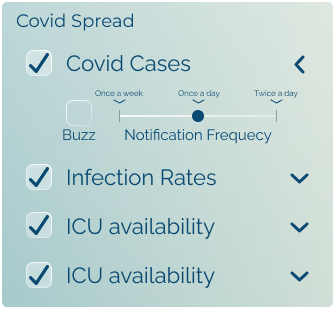 Covid Spread
Covid Cases
Once a week Once a day Twice a day
Buzz Notification Frequecy
Infection Rates
ICU availability
ICU availability